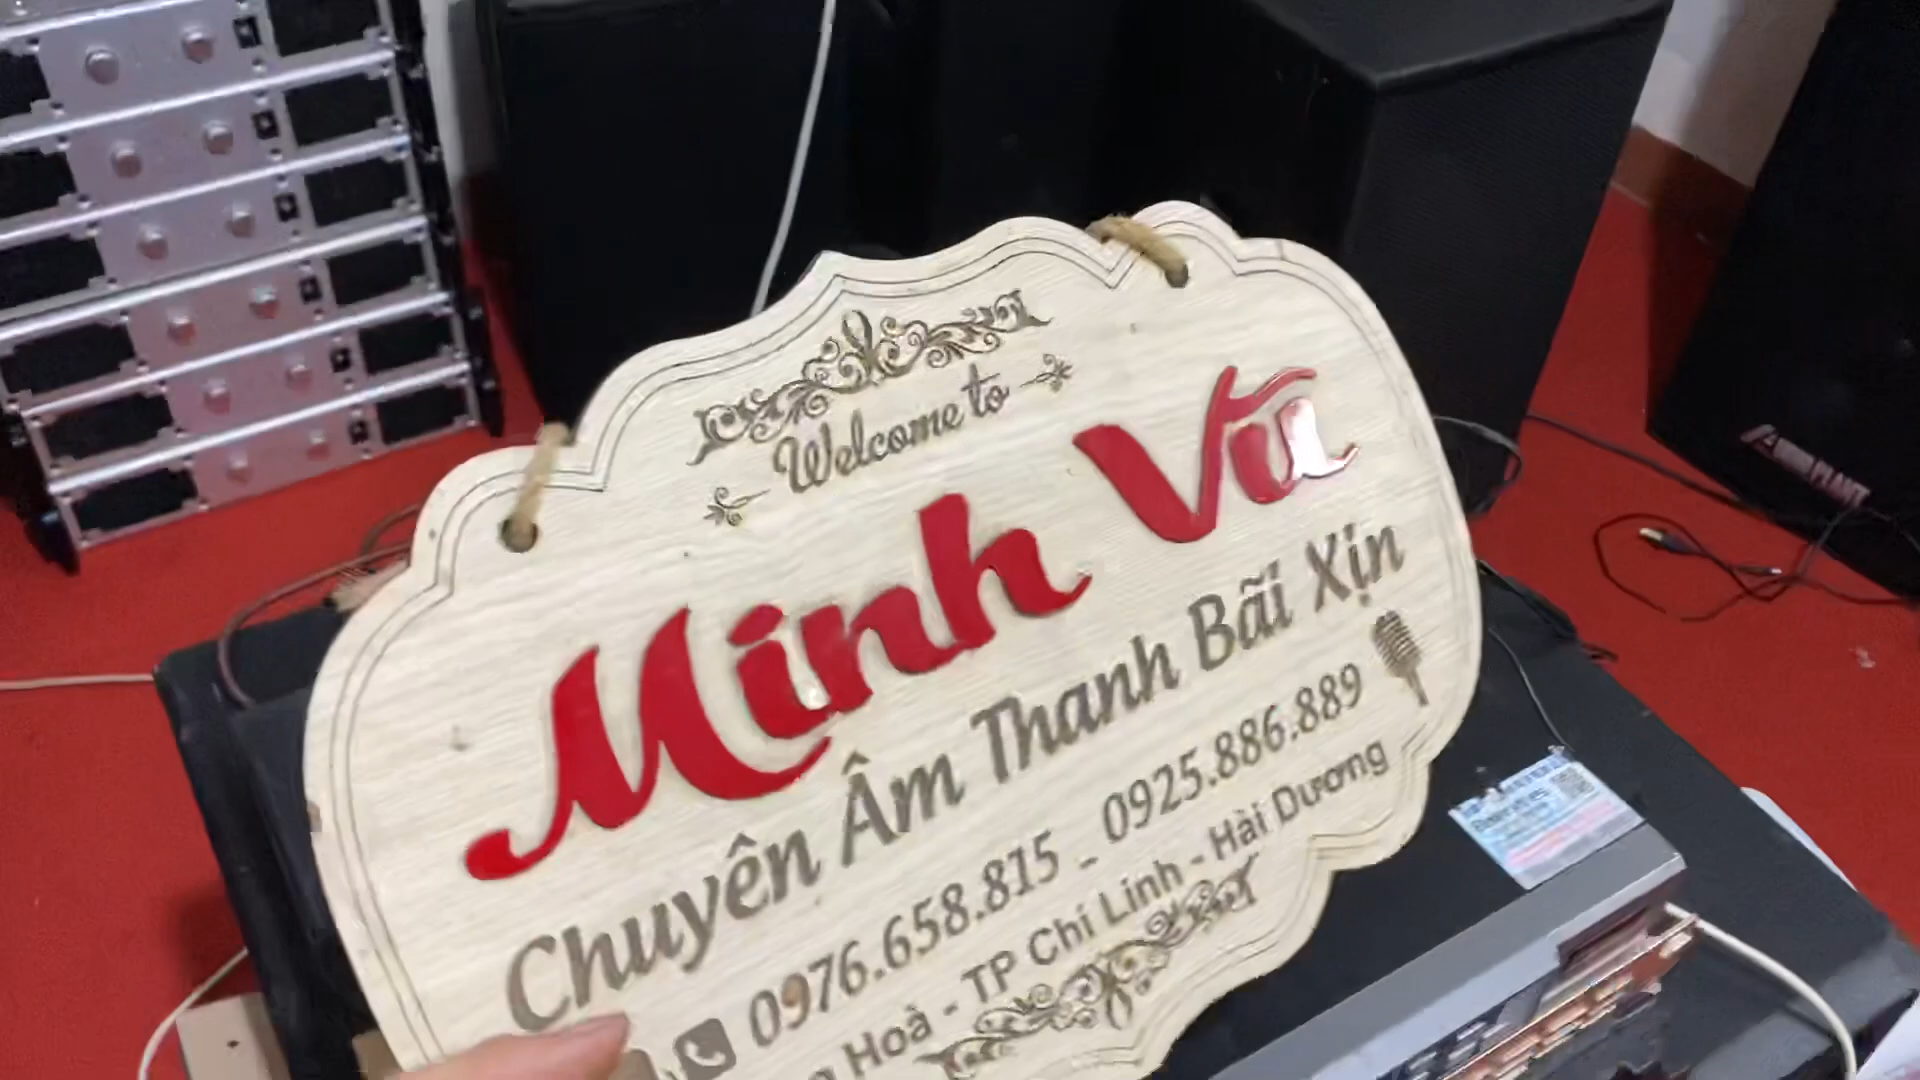 Welcome to
Minh Vũ
Chuyên Âm Thanh Bãi Xịn
0976.658.815 - 0925.886.889
Hoà - TP Chí Linh - Hải Dương